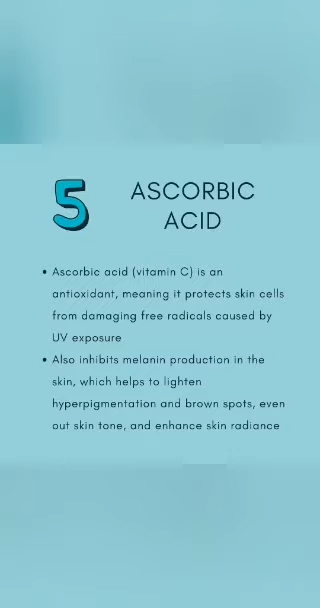 5
ASCORBIC
ACID
• Ascorbic acid (vitamin C) is an
antioxidant, meaning it protects skin cells
from damaging free radicals caused by
UV exposure
• Also inhibits melanin production in the
skin, which helps to lighten
hyperpigmentation and brown spots, even
out skin tone, and enhance skin radiance